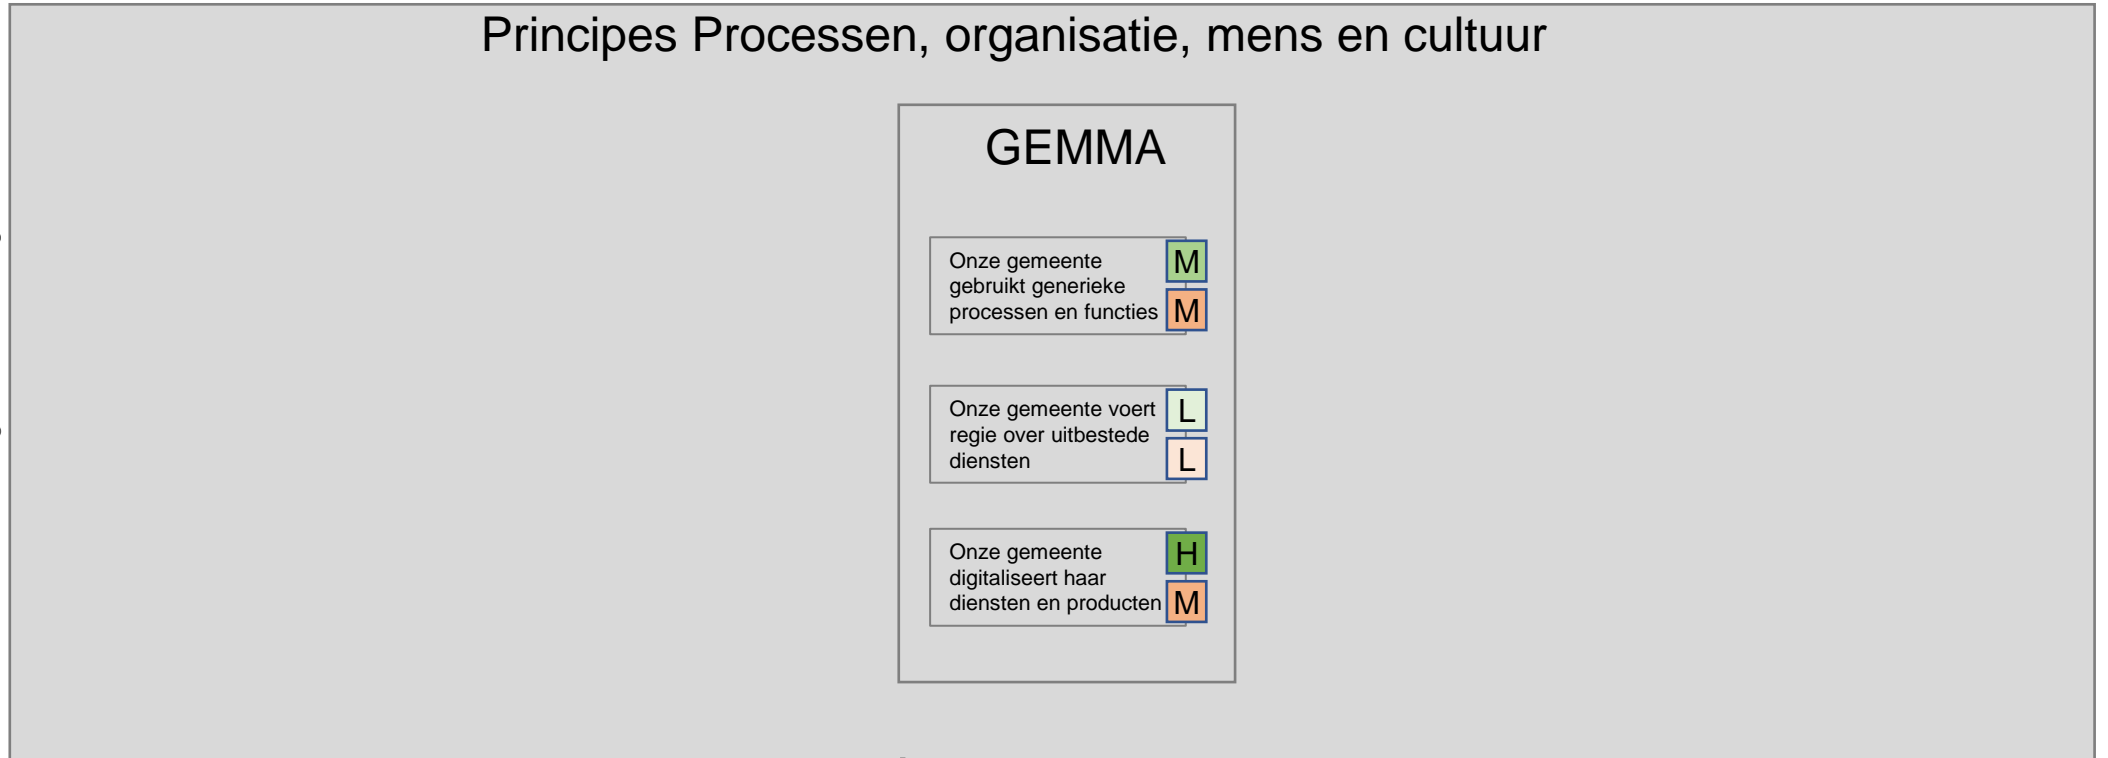 Principes Processen, organisatie, mens en cultuur
GEMMA
Onze gemeente
gebruikt generieke
processen en functies
M
M
Onze gemeente voert
regie over uitbestede
diensten
L
L
Onze gemeente
digitaliseert haar
diensten en producten
H
M